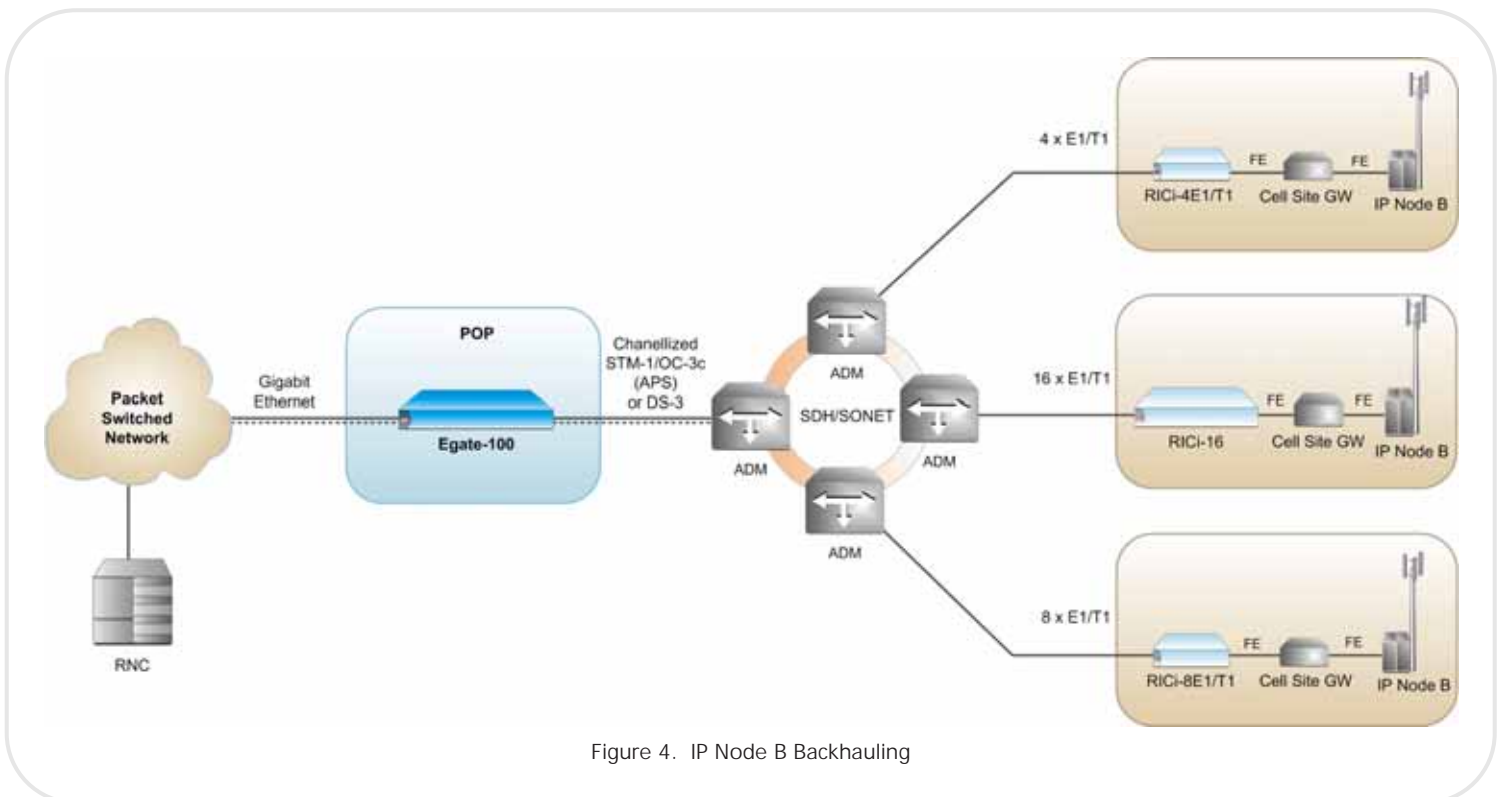 Packet
Switched
Network
RNC
Gigabit
Ethernet
POP
Egate-100
Chanellized
STM-1/OC-3c
(APS)
or DS-3
ADM
ADM
SDH/SONET
ADM
ADM
4 x E1/T1
RICi-4E1/T1
FE
Cell Site GW
FE
IP Node B
16 x E1/T1
RICi-16
FE
Cell Site GW
FE
IP Node B
8 x E1/T1
RICi-8E1/T1
FE
Cell Site GW
FE
IP Node B
Figure 4. IP Node B Backhauling